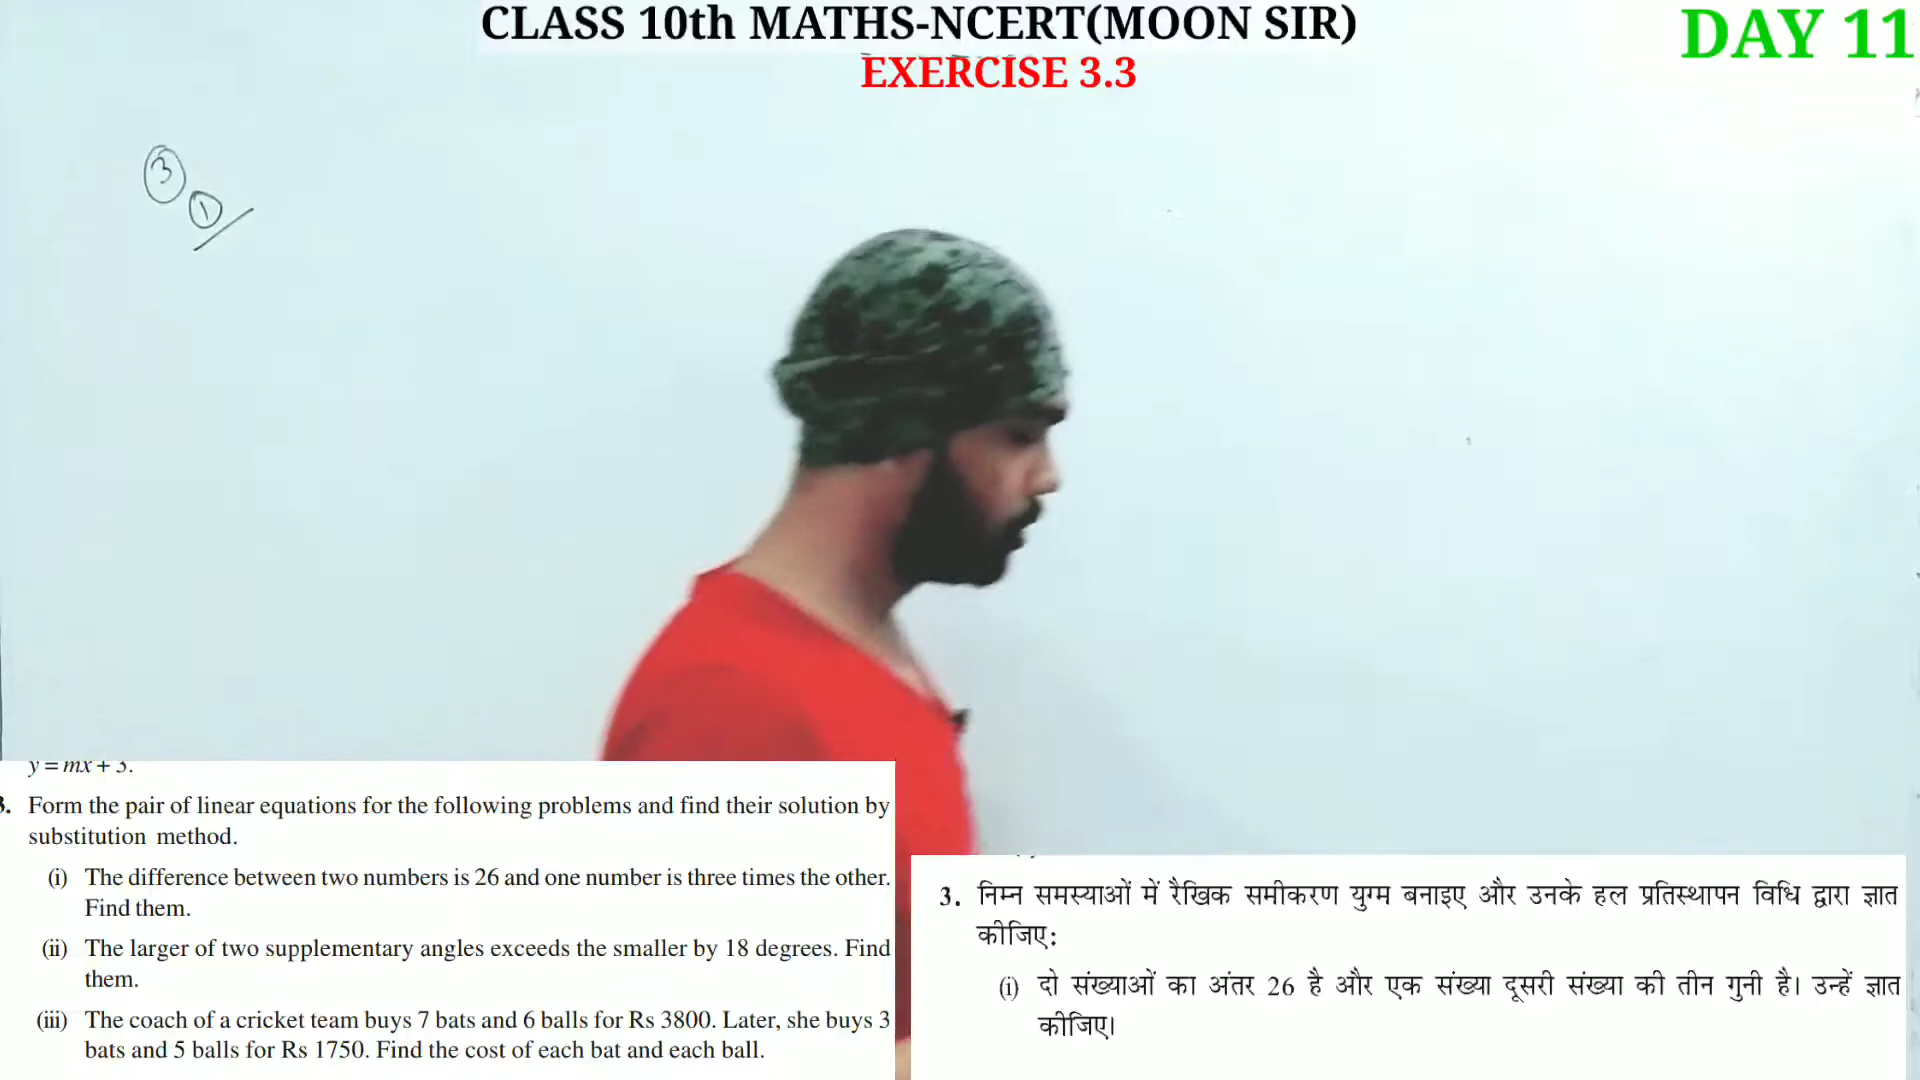 CLASS 10th MATHS-NCERT(MOON SIR)
DAY 11
EXERCISE 3.3
3
1
y = mx + 3.
3. Form the pair of linear equations for the following problems and find their solution by
substitution method.
(i) The difference between two numbers is 26 and one number is three times the other.
Find them.
(ii) The larger of two supplementary angles exceeds the smaller by 18 degrees. Find
them.
(iii) The coach of a cricket team buys 7 bats and 6 balls for Rs 3800. Later, she buys 3
bats and 5 balls for Rs 1750. Find the cost of each bat and each ball.
3. निम्न समस्याओं में रैखिक समीकरण युग्म बनाइए और उनके हल प्रतिस्थापन विधि द्वारा ज्ञात
कीजिए:
(i) दो संख्याओं का अंतर 26 है और एक संख्या दूसरी संख्या की तीन गुनी है। उन्हें ज्ञात
कीजिए।